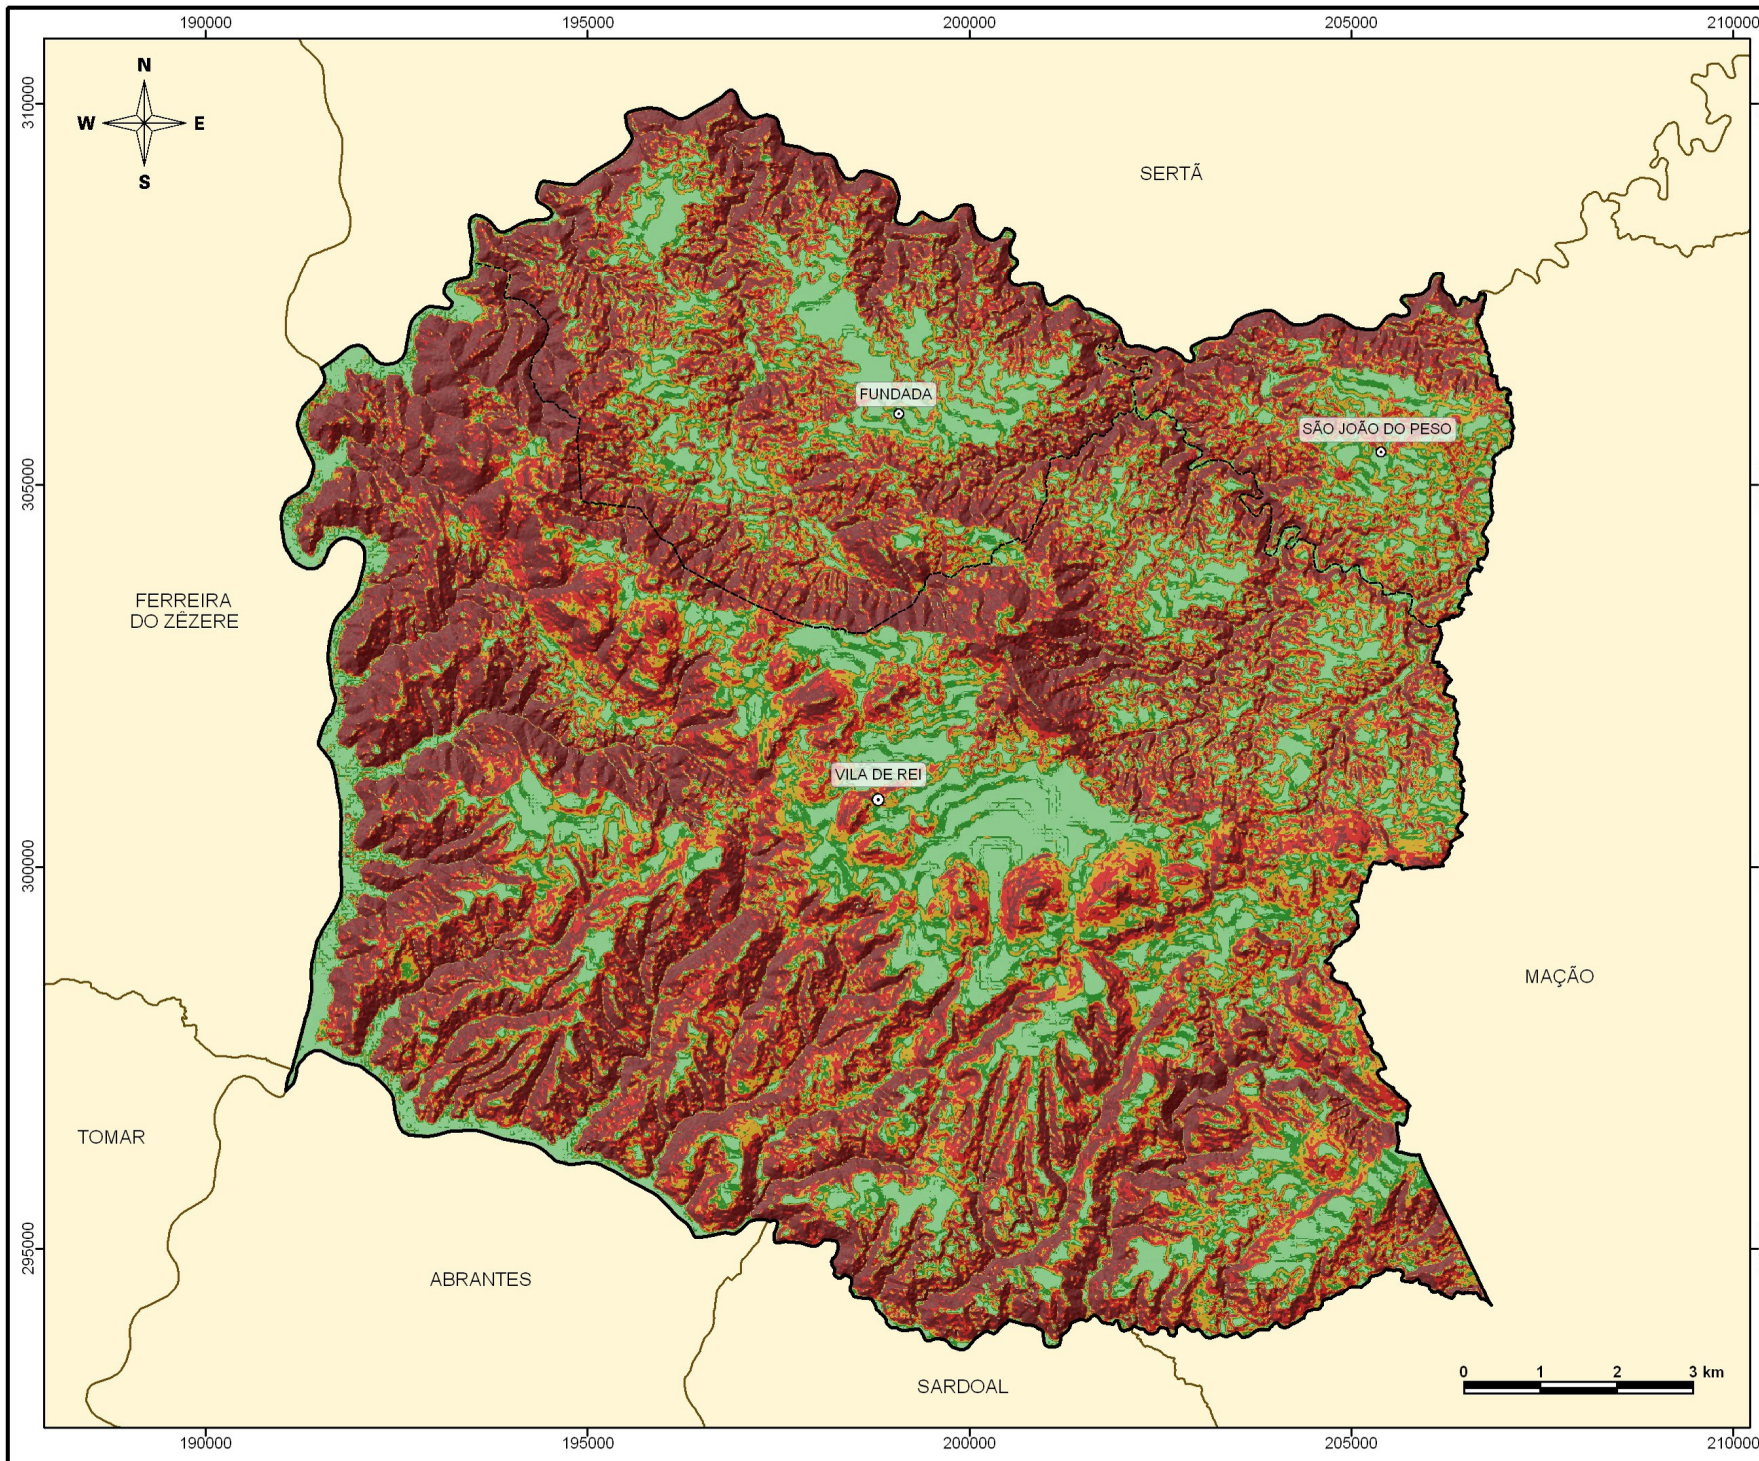 190000
195000
200000
205000
210000
310000
N
W
E
S
SERTÃ
FUNDADA
SÃO JOÃO DO PESO
305000
FERREIRA
DO ZÊZERE
VILA DE REI
300000
MAÇÃO
TOMAR
295000
ABRANTES
SARDOAL
0 1 2 3 km
190000
195000
200000
205000
210000